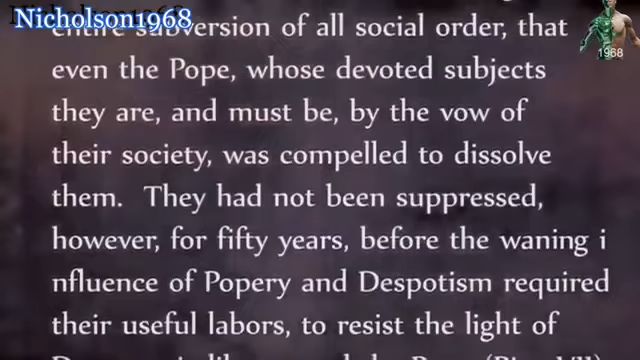 Nicholson1968
entire subversion of all social order, that
even the Pope, whose devoted subjects
they are, and must be, by the vow of
their society, was compelled to dissolve
them. They had not been suppressed,
however, for fifty years, before the waning i
nfluence of Popery and Despotism required
their useful labors, to resist the light of
1968